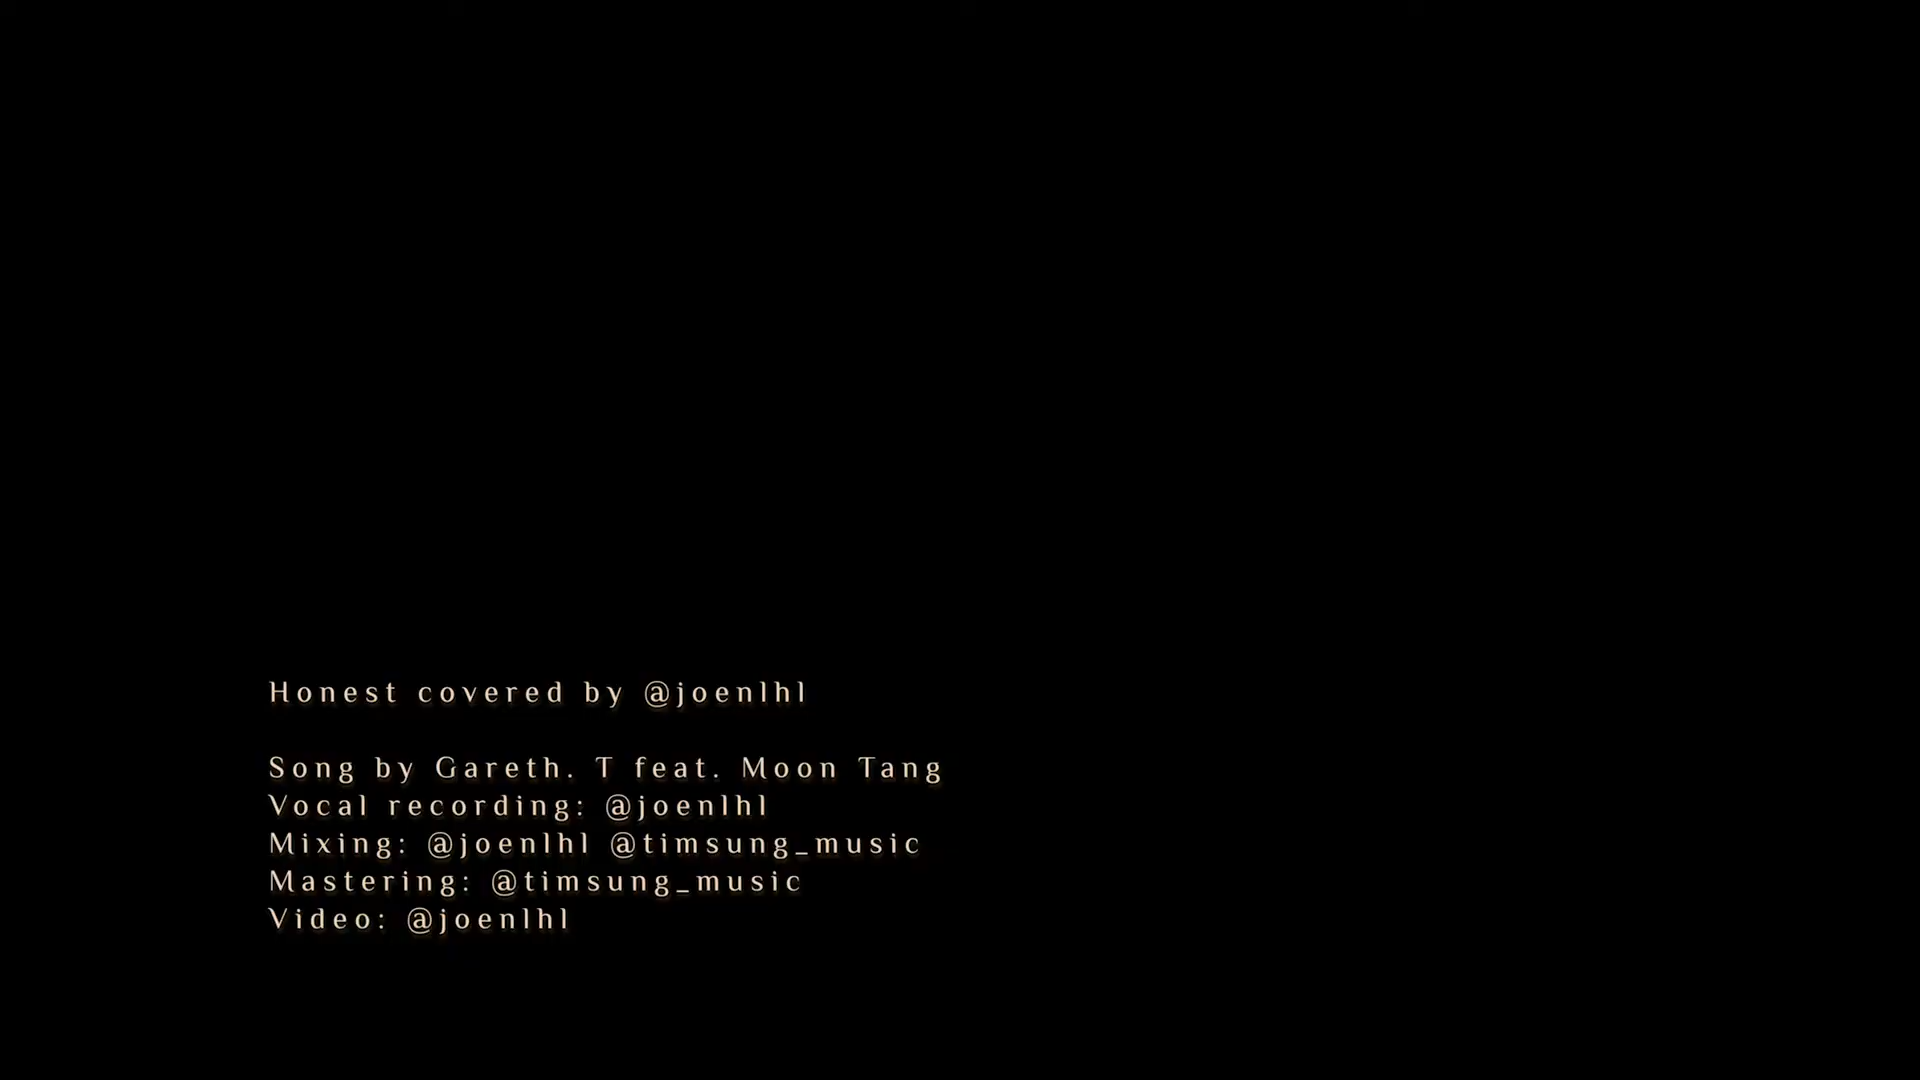 Honest covered by @joenlhl
Song by Gareth. T feat. Moon Tang
Vocal recording: @joenlhl
Mixing: @joenlhl @timsung_music
Mastering: @timsung_music
Video: @joenlhl